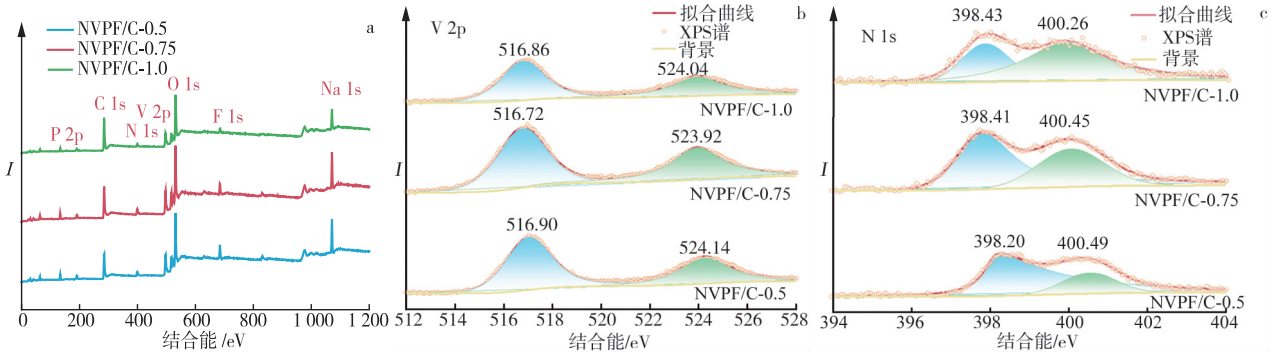 a
NVPF/C-0.5
NVPF/C-0.75
NVPF/C-1.0
P 2p
C 1s
N 1s
V 2p
O 1s
F 1s
Na 1s
I
0
200
400
600
800
1 000
1 200
结合能 /eV
b
V 2p
拟合曲线
XPS谱
背景
516.86
524.04
NVPF/C-1.0
516.72
523.92
NVPF/C-0.75
516.90
524.14
NVPF/C-0.5
I
512
514
516
518
520
522
524
526
528
结合能/eV
c
N 1s
拟合曲线
XPS谱
背景
398.43
400.26
NVPF/C-1.0
398.41
400.45
NVPF/C-0.75
398.20
400.49
NVPF/C-0.5
I
394
396
398
400
402
404
结合能/eV